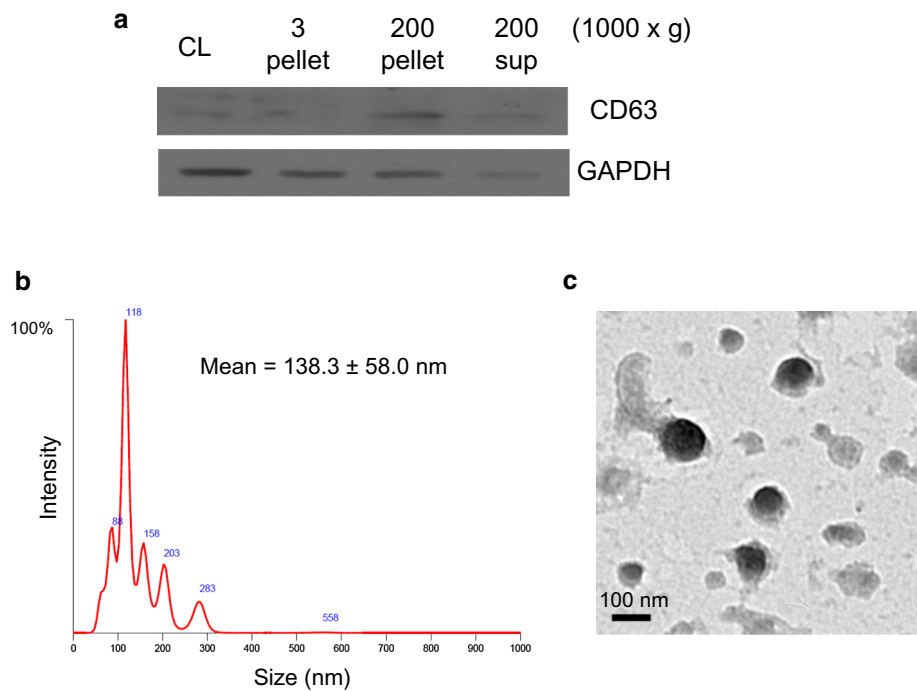 a
CL
3 pellet
200 pellet
200 sup
(1000 x g)
CD63
GAPDH
b
100%
118
Mean = 138.3 ± 58.0 nm
88
158
203
283
558
Intensity
0 100 200 300 400 500 600 700 800 900 1000
Size (nm)
c
100 nm